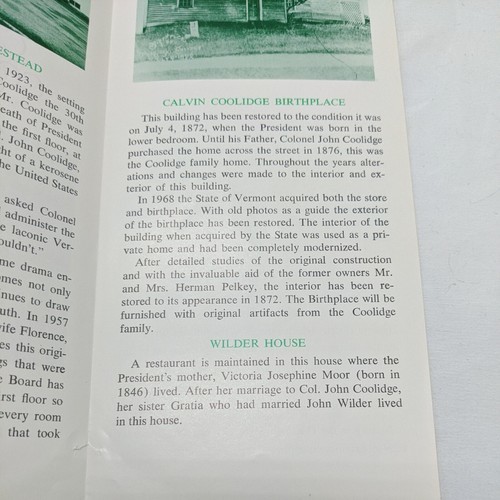 ESTEAD
1923, the setting
Coolidge the 30th
Mr. Coolidge was
eath of President
the first floor, at
John Coolidge,
ht of a kerosene
he United States
asked Colonel
administer the
e laconic Ver-
ouldn't."
me drama en-
omes not only
inues to draw
uth. In 1957
ife Florence,
es this origi-
gs that were
e Board has
irst floor so
every room
that took
CALVIN COOLIDGE BIRTHPLACE
This building has been restored to the condition it was
on July 4, 1872, when the President was born in the
lower bedroom. Until his Father, Colonel John Coolidge
purchased the home across the street in 1876, this was
the Coolidge family home. Throughout the years alter-
ations and changes were made to the interior and ex-
terior of this building.
In 1968 the State of Vermont acquired both the store
and birthplace. With old photos as a guide the exterior
of the birthplace has been restored. The interior of the
building when acquired by the State was used as a pri-
vate home and had been completely modernized.
After detailed studies of the original construction
and with the invaluable aid of the former owners Mr.
and Mrs. Herman Pelkey, the interior has been re-
stored to its appearance in 1872. The Birthplace will be
furnished with original artifacts from the Coolidge
family.
WILDER HOUSE
A restaurant is maintained in this house where the
President's mother, Victoria Josephine Moor (born in
1846) lived. After her marriage to Col. John Coolidge,
her sister Gratia who had married John Wilder lived
in this house.